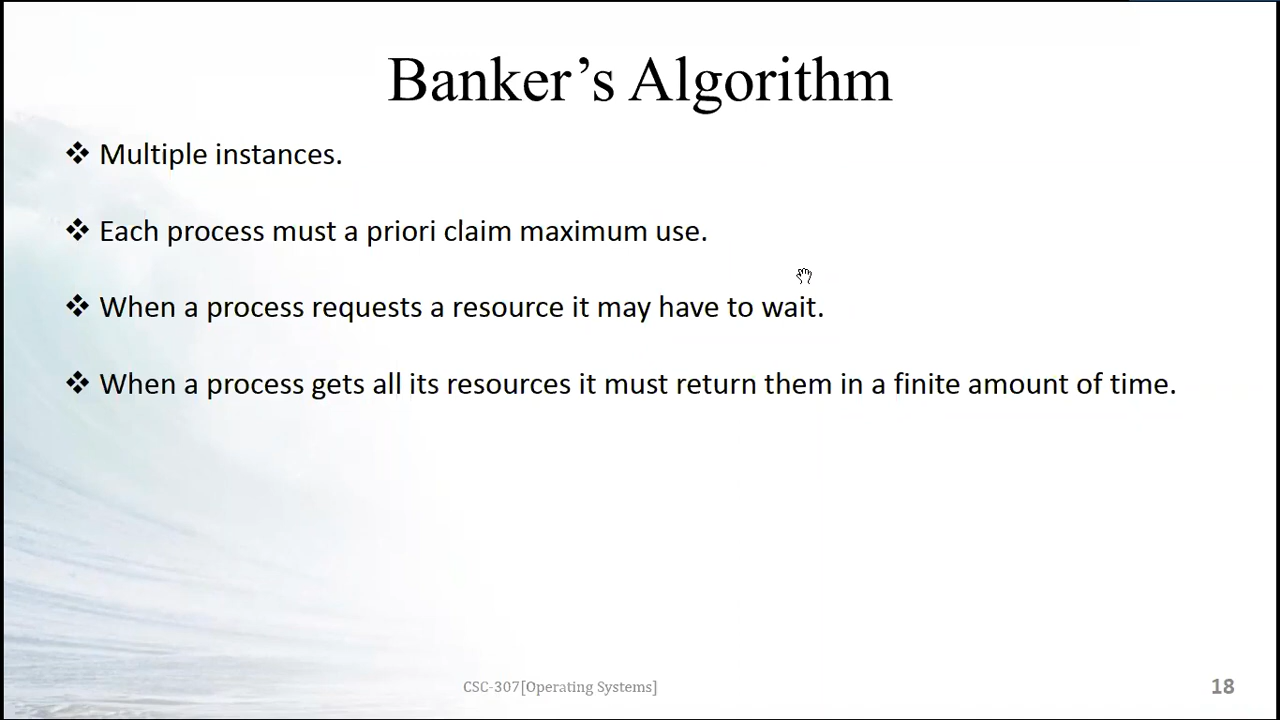 Banker’s Algorithm
❖ Multiple instances.
❖ Each process must a priori claim maximum use.
❖ When a process requests a resource it may have to wait.
❖ When a process gets all its resources it must return them in a finite amount of time.
CSC-307[Operating Systems]
18